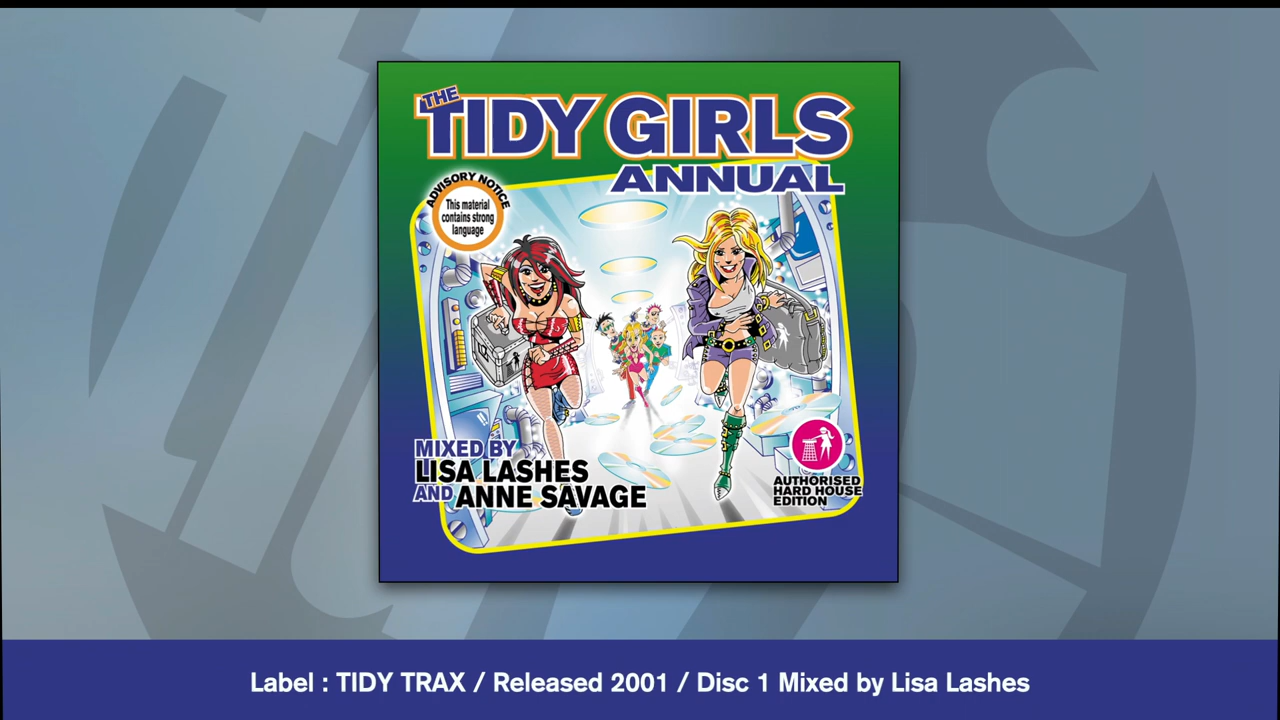 THE
TIDY GIRLS
ANNUAL
ADVISORY NOTICE
This material
contains strong
language
MIXED BY
LISA LASHES
AND ANNE SAVAGE
AUTHORISED
HARD HOUSE
EDITION
Label : TIDY TRAX / Released 2001 / Disc 1 Mixed by Lisa Lashes